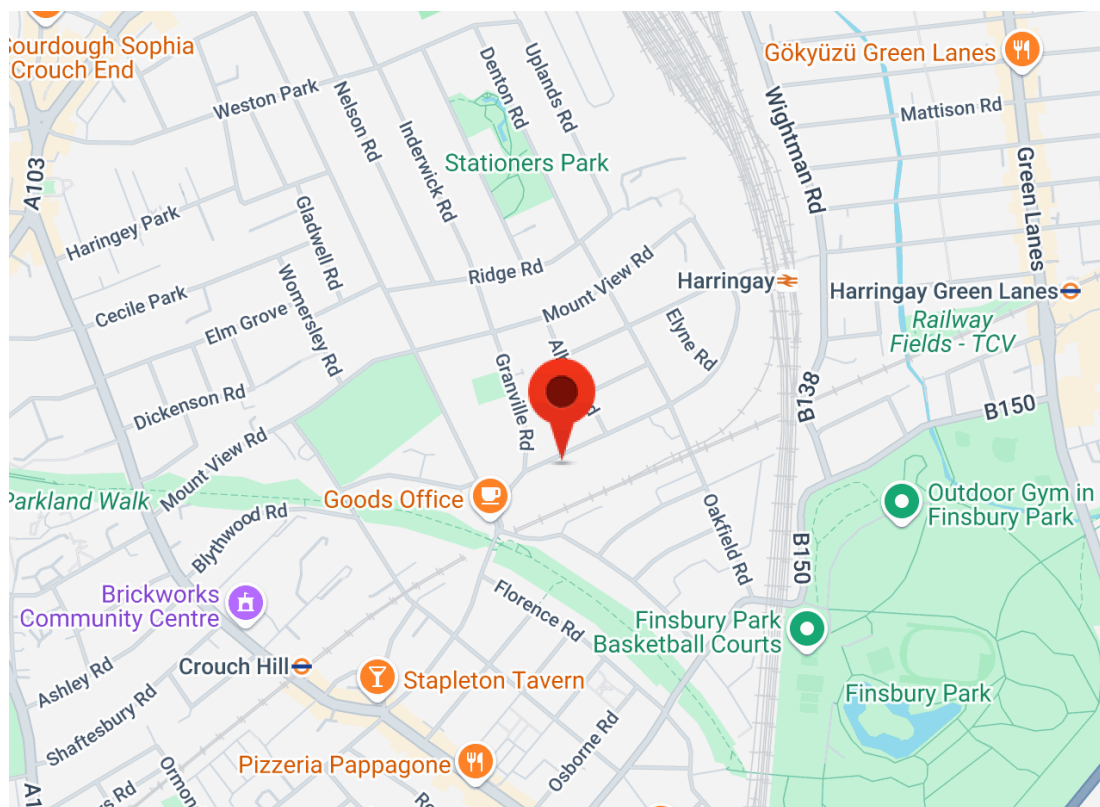 Sourdough Sophia
Crouch End
Weston Park
Nelson Rd
Inderwick Rd
Denton Rd
Uplands Rd
Stationers Park
Wightman Rd
Gökyüzü Green Lanes
Mattison Rd
Green Lanes
A103
Haringey Park
Gladwell Rd
Cecile Park
Elm Grove
Womersley Rd
Ridge Rd
Mount View Rd
Harringay
Harringay Green Lanes
Railway
Fields - TCV
Elyne Rd
Granville Rd
Dickenson Rd
Mount View Rd
B138
B150
Parkland Walk
Goods Office
Blythwood Rd
Oakfield Rd
Outdoor Gym in
Finsbury Park
B150
Brickworks
Community Centre
Florence Rd
Finsbury Park
Basketball Courts
Crouch Hill
Ashley Rd
Stapleton Tavern
Finsbury Park
Shaftesbury Rd
Osborne Rd
Pizzeria Pappagone